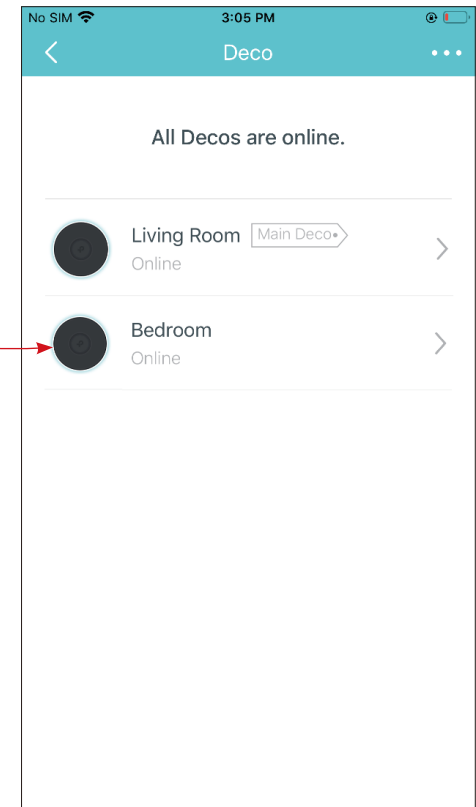 No SIM 3:05 PM
Deco
All Decos are online.
Living Room Main Deco
Online
Bedroom
Online